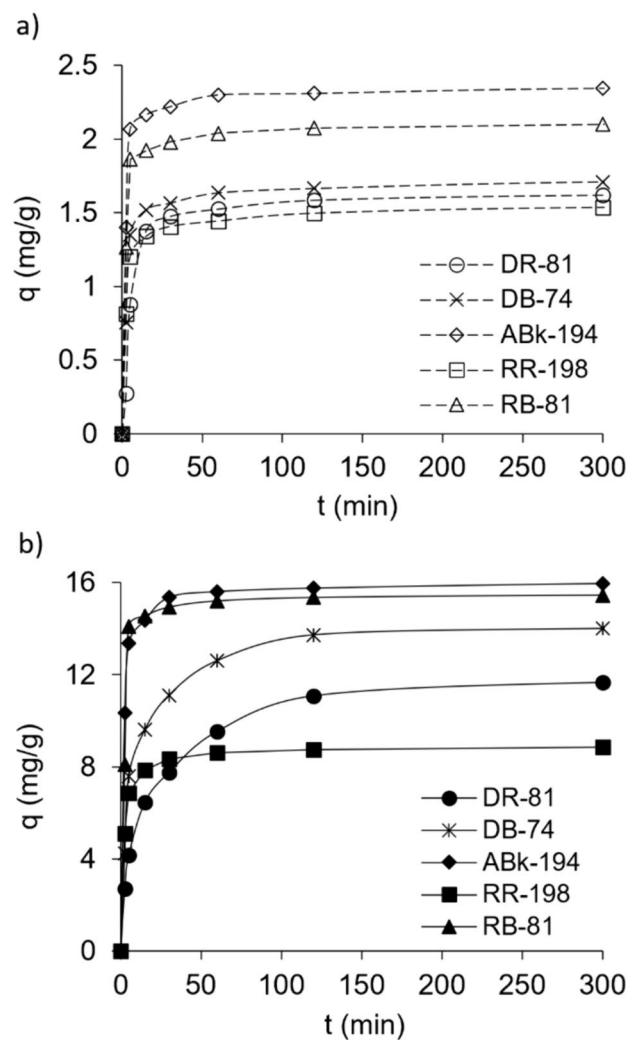 a)
2.5
2
1.5
1
0.5
0
q (mg/g)
DR-81
DB-74
ABk-194
RR-198
RB-81
0 50 100 150 200 250 300
t (min)
b)
16
12
8
4
0
q (mg/g)
DR-81
DB-74
ABk-194
RR-198
RB-81
0 50 100 150 200 250 300
t (min)